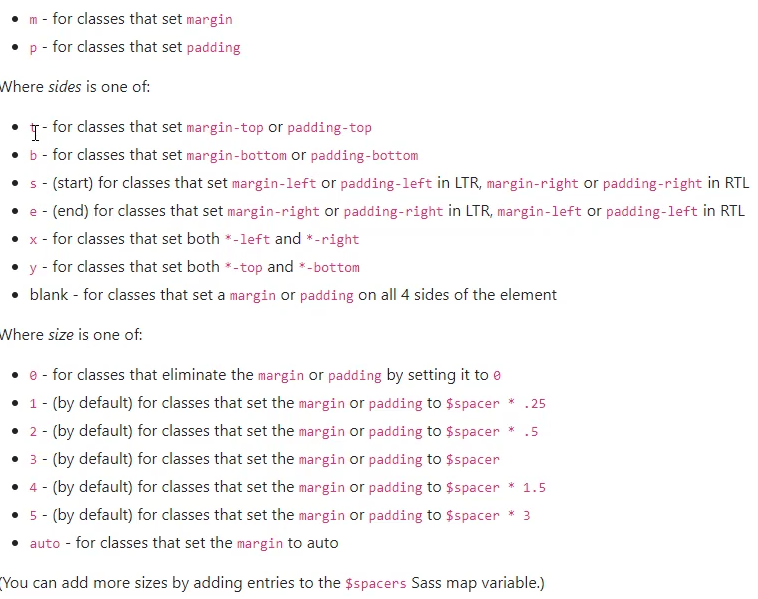 m - for classes that set margin
p - for classes that set padding
Where sides is one of:
t - for classes that set margin-top or padding-top
b - for classes that set margin-bottom or padding-bottom
s - (start) for classes that set margin-left or padding-left in LTR, margin-right or padding-right in RTL
e - (end) for classes that set margin-right or padding-right in LTR, margin-left or padding-left in RTL
x - for classes that set both *-left and *-right
y - for classes that set both *-top and *-bottom
blank - for classes that set a margin or padding on all 4 sides of the element
Where size is one of:
0 - for classes that eliminate the margin or padding by setting it to 0
1 - (by default) for classes that set the margin or padding to $spacer * .25
2 - (by default) for classes that set the margin or padding to $spacer * .5
3 - (by default) for classes that set the margin or padding to $spacer
4 - (by default) for classes that set the margin or padding to $spacer * 1.5
5 - (by default) for classes that set the margin or padding to $spacer * 3
auto - for classes that set the margin to auto
(You can add more sizes by adding entries to the $spacers Sass map variable.)